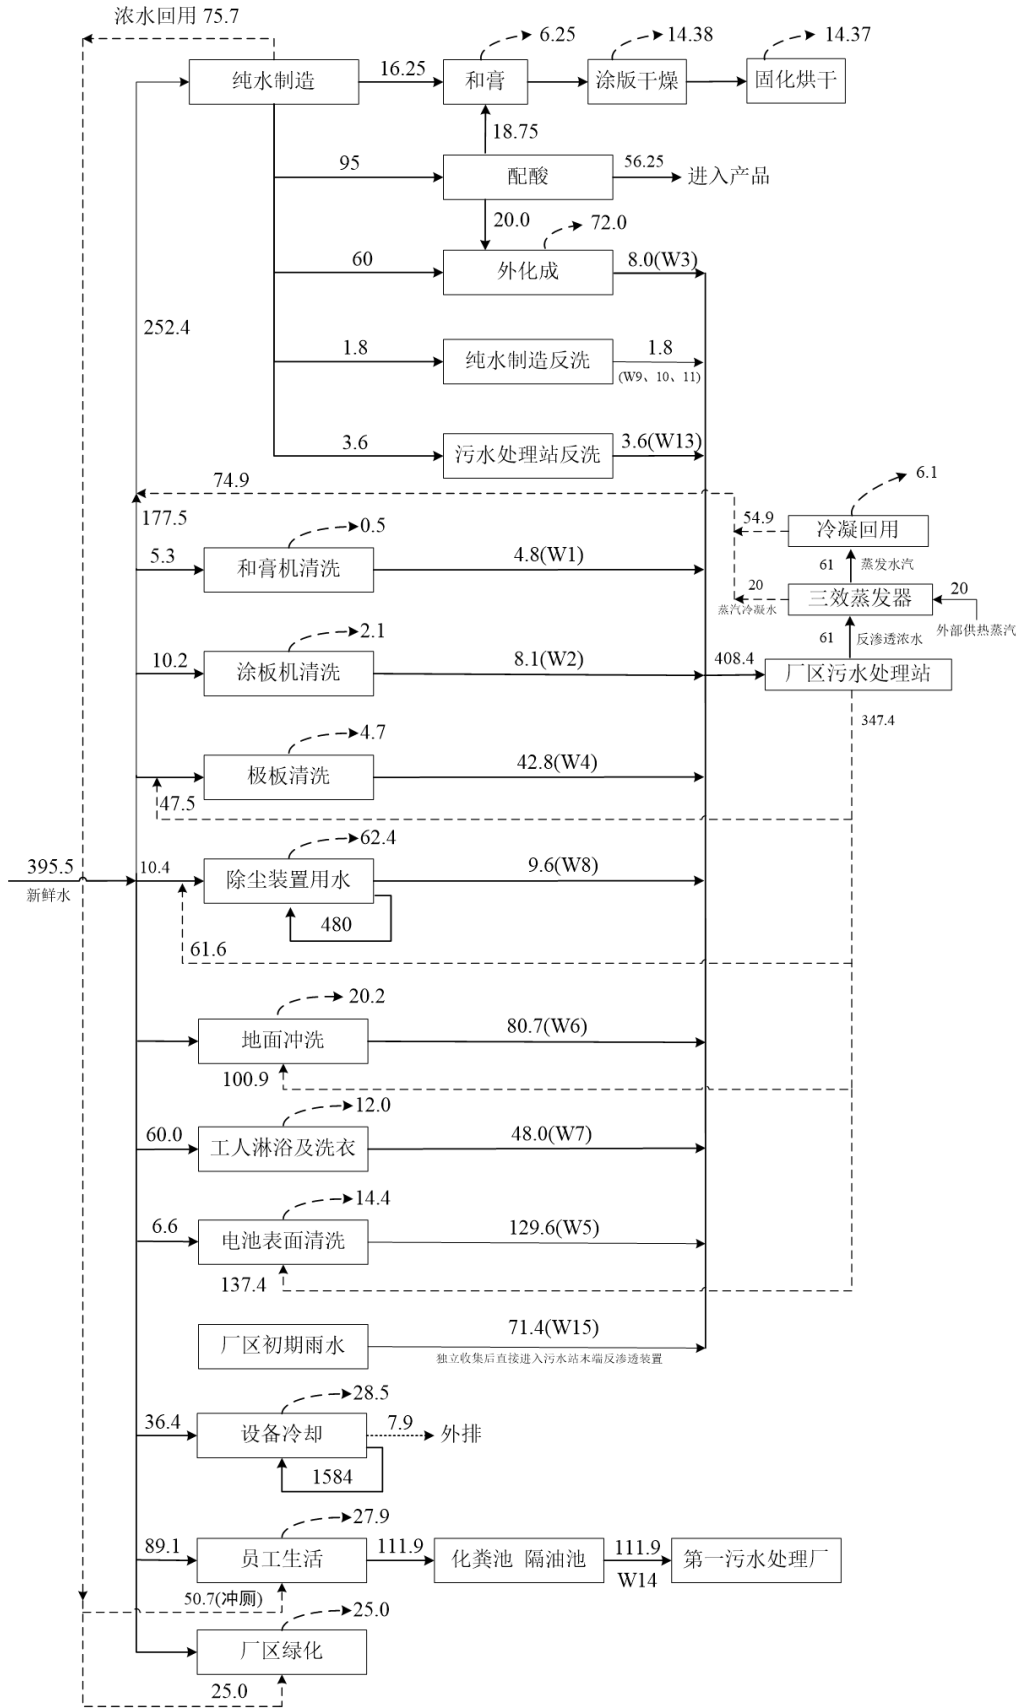 浓水回用 75.7
6.25
14.38
14.37
纯水制造
16.25
和膏
涂版干燥
固化烘干
18.75
95
配酸
56.25
进入产品
20.0
72.0
60
外化成
8.0(W3)
252.4
1.8
纯水制造反洗
1.8
(W9、10、11)
3.6
污水处理站反洗
3.6(W13)
74.9
6.1
177.5
54.9
冷凝回用
0.5
5.3
和膏机清洗
4.8(W1)
61
蒸发水汽
20
蒸汽冷凝水
三效蒸发器
20
外部供热蒸汽
2.1
61
反渗透浓水
10.2
涂板机清洗
8.1(W2)
408.4
厂区污水处理站
347.4
4.7
极板清洗
42.8(W4)
47.5
62.4
395.5
新鲜水
10.4
除尘装置用水
9.6(W8)
480
61.6
20.2
地面冲洗
80.7(W6)
100.9
12.0
60.0
工人淋浴及洗衣
48.0(W7)
14.4
6.6
电池表面清洗
129.6(W5)
137.4
厂区初期雨水
71.4(W15)
独立收集后直接进入污水站末端反渗透装置
28.5
36.4
设备冷却
7.9
外排
1584
27.9
89.1
员工生活
111.9
化粪池 隔油池
111.9
W14
第一污水处理厂
50.7(冲厕)
25.0
厂区绿化
25.0